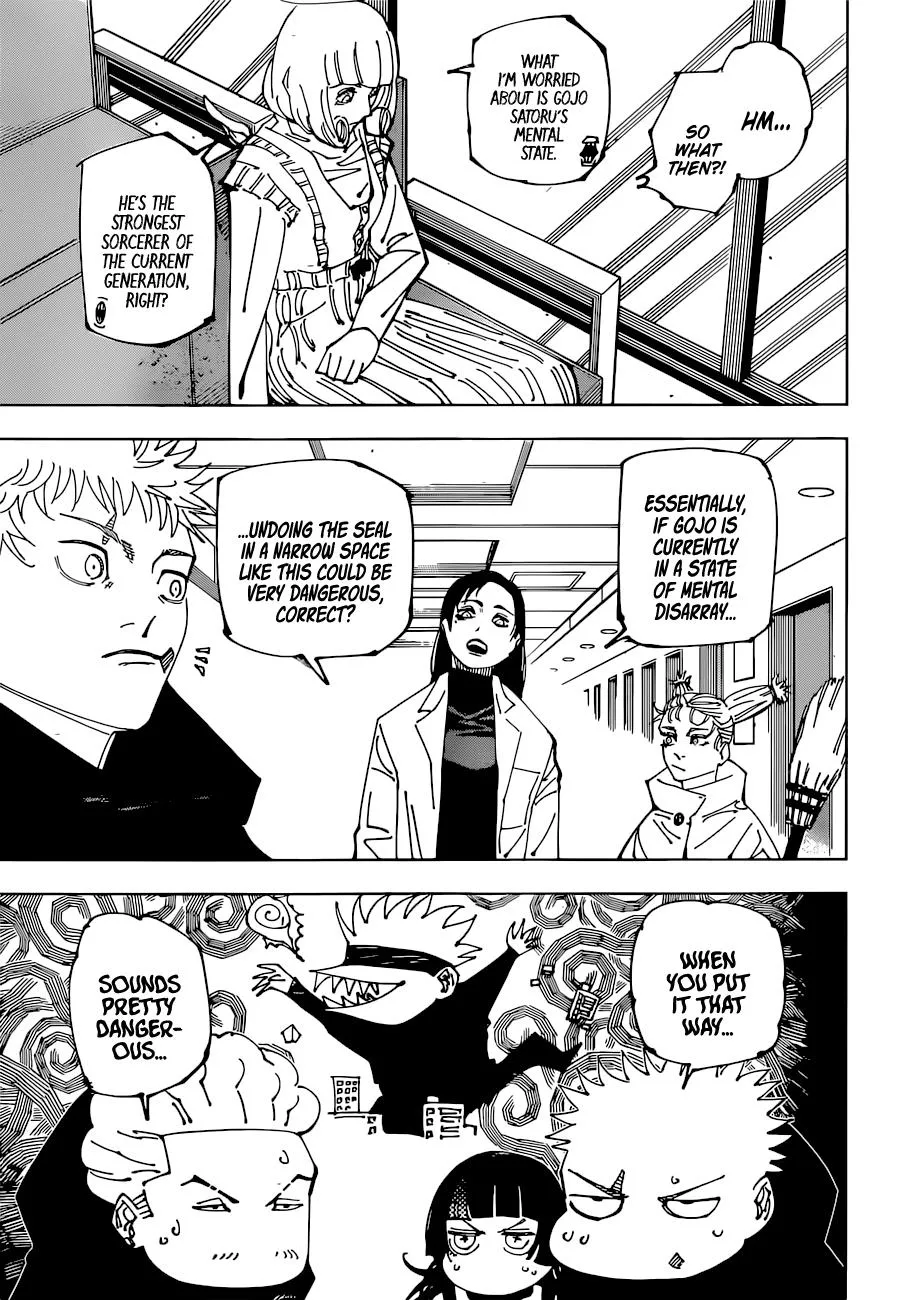 HM...
SO
WHAT
THEN?!
WHAT
I'M WORRIED
ABOUT IS GOJO
SATORU'S
MENTAL
STATE.
HE'S THE
STRONGEST
SORCERER OF
THE CURRENT
GENERATION,
RIGHT?
ESSENTIALLY,
IF GOJO IS
CURRENTLY
IN A STATE
OF MENTAL
DISARRAY...
...UNDOING THE SEAL
IN A NARROW SPACE
LIKE THIS COULD BE
VERY DANGEROUS,
CORRECT?
WHEN
YOU PUT
IT THAT
WAY...
SOUNDS
PRETTY
DANGER-
OUS...